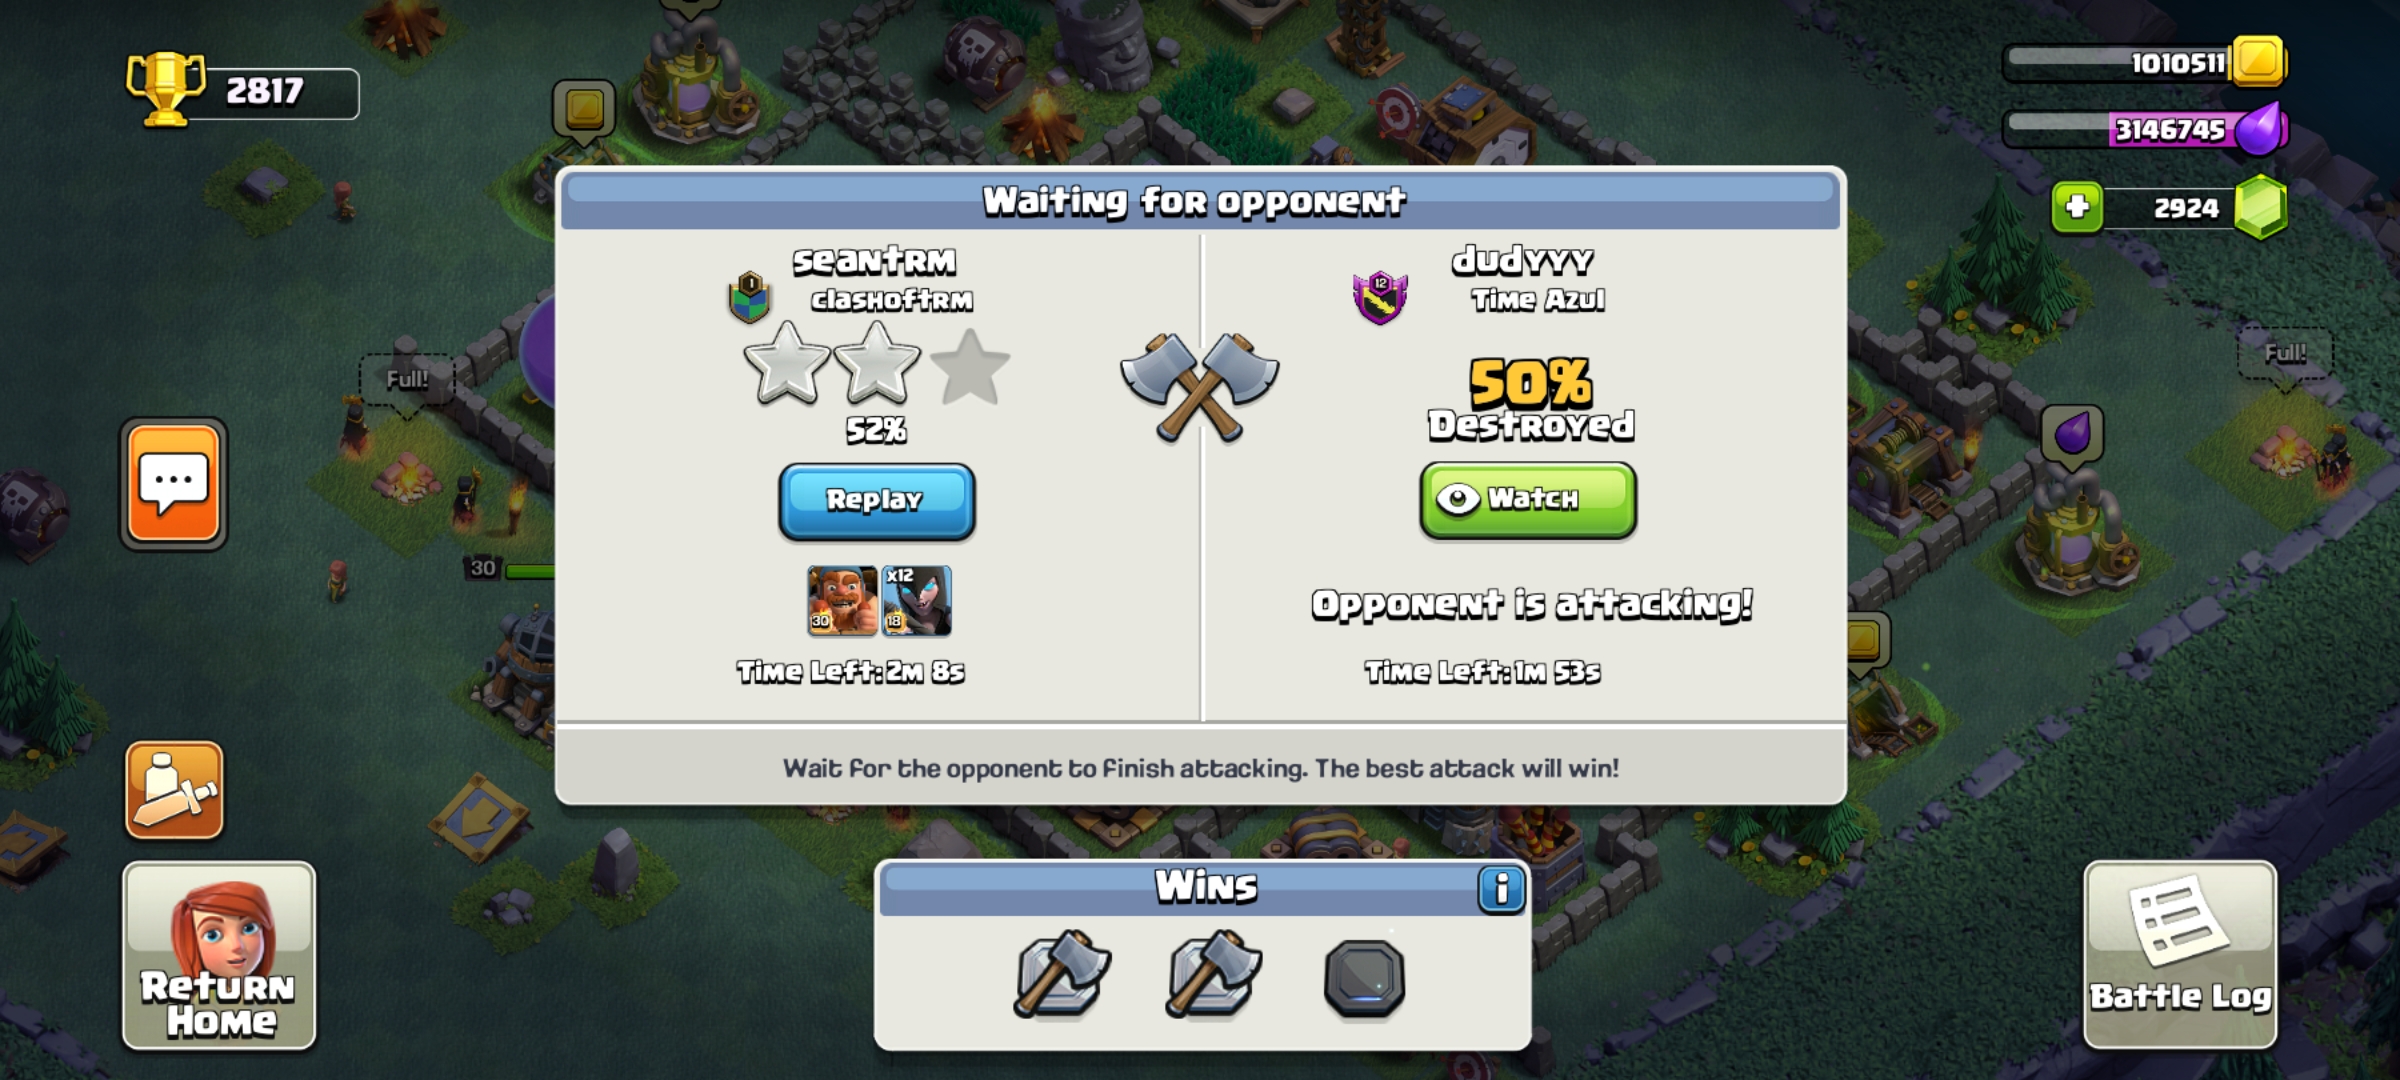 2817
1010511
3146745
2924
Waiting for opponent
seantrm
clashoftrm
52%
Replay
x12
30
18
Time Left:2m 8s
dudyyy
Time Azul
50%
Destroyed
Watch
Opponent is attacking!
Time Left:1m 53s
Wait for the opponent to finish attacking. The best attack will win!
Full!
Full!
30
1
12
Wins
i
Return
Home
Battle Log